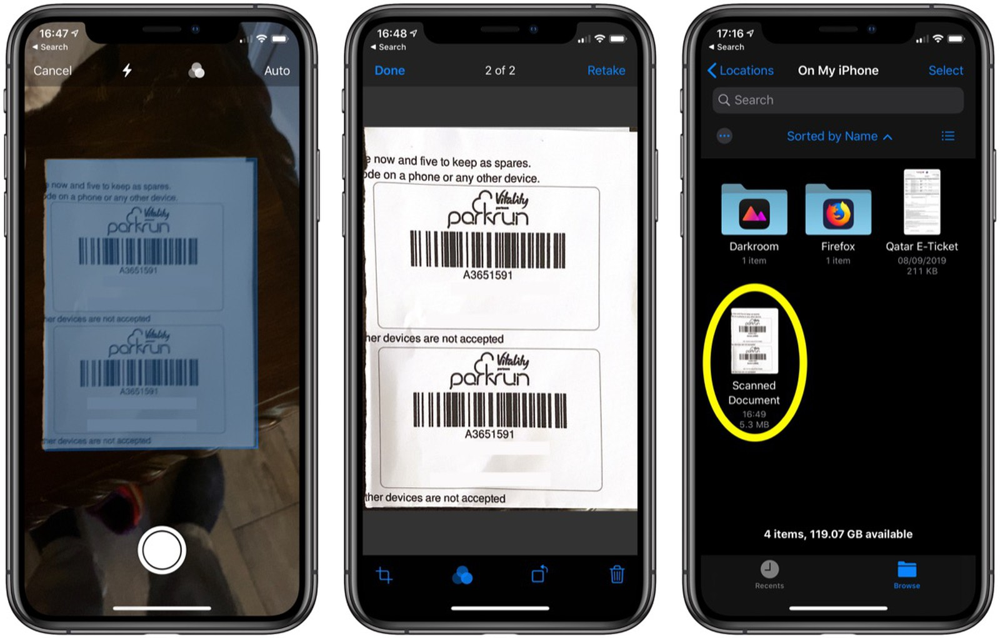 16:47
Search
Cancel
Auto
now and five to keep as spares.
de on a phone or any other device.
Vitality
parkrun
A3651591
her devices are not accepted
Vitality
parkrun
A3651591
her devices are not accepted
16:48
Search
Done
2 of 2
Retake
e now and five to keep as spares.
ode on a phone or any other device.
Vitality
parkrun
A3651591
her devices are not accepted
Vitality
parkrun
A3651591
ther devices are not accepted
17:16
Search
Locations
On My iPhone
Select
Search
Sorted by Name
Darkroom
1 item
Firefox
1 item
Qatar E-Ticket
08/09/2019
211 KB
Scanned
Document
16:49
5.3 MB
4 items, 119.07 GB available
Recents
Browse